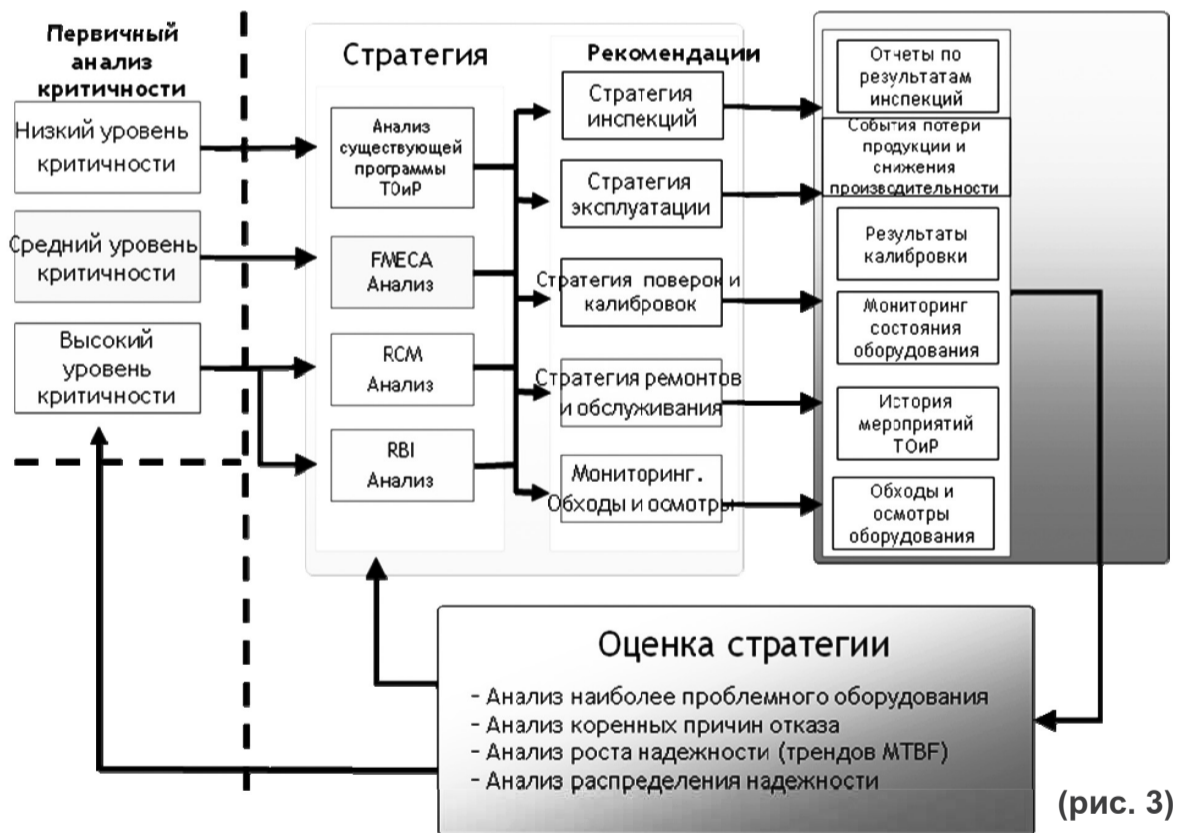 Первичный
анализ
критичности
Низкий уровень
критичности
Средний уровень
критичности
Высокий
уровень
критичности
Стратегия
Анализ
существующей
программы
ТОиР
FMECA
Анализ
RCM
Анализ
RBI
Анализ
Рекомендации
Стратегия
инспекций
Стратегия
эксплуатации
Стратегия поверок и
калибровок
Стратегия ремонтов
и обслуживания
Мониторинг.
Обходы и осмотры
Отчеты по
результатам
инспекций
События потери
продукции и
снижения
производительности
Результаты
калибровки
Мониторинг
состояния
оборудования
История
мероприятий
ТОиР
Обходы и
осмотры
оборудования
Оценка стратегии
- Анализ наиболее проблемного оборудования
- Анализ коренных причин отказа
- Анализ роста надежности (трендов MTBF)
- Анализ распределения надежности
(рис. 3)